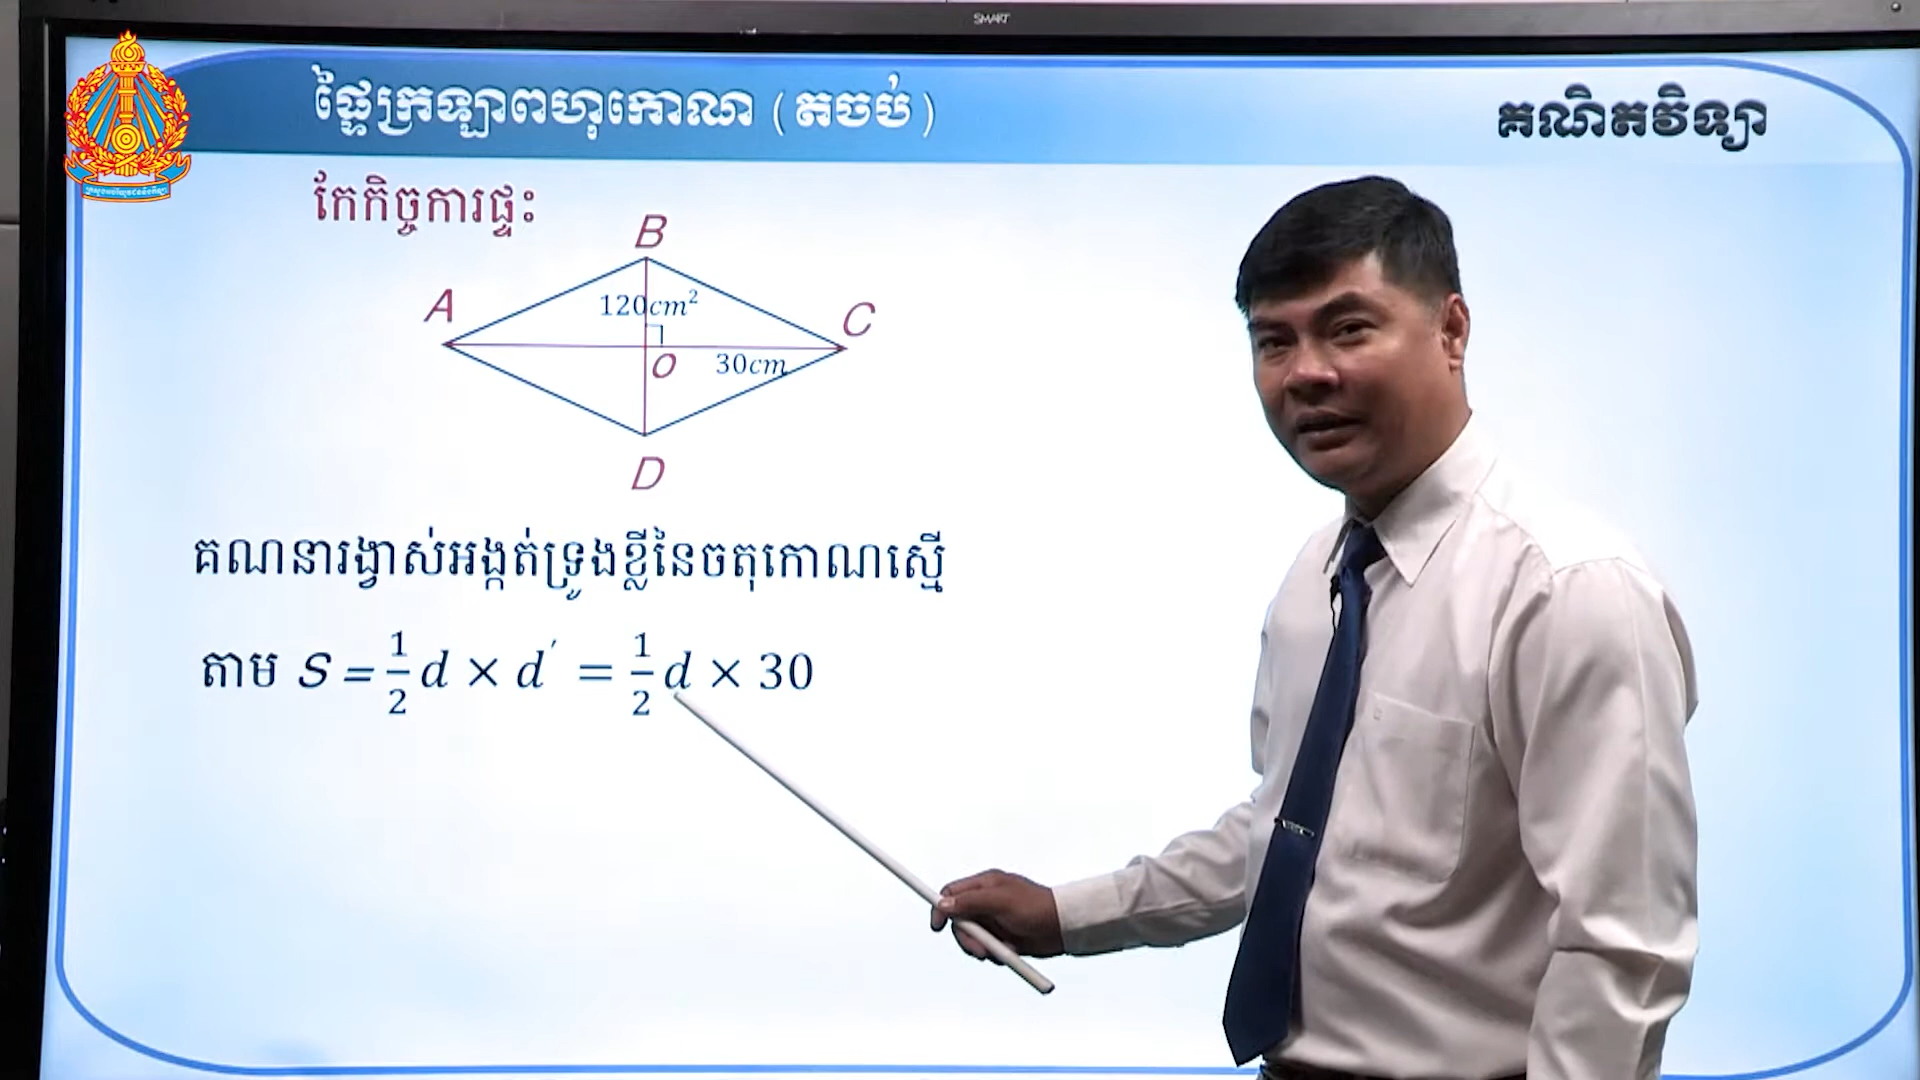 SMART
ផ្ទៃក្រឡាពហុកោណ (តចប់)
គណិតវិទ្យា
កែកិច្ចការផ្ទះ
B
A
120cm²
C
O
30cm
D
គណនារង្វាស់អង្កត់ទ្រូងខ្លីនៃចតុកោណស្មើ
តាម S = 1/2 d × d′ = 1/2 d × 30